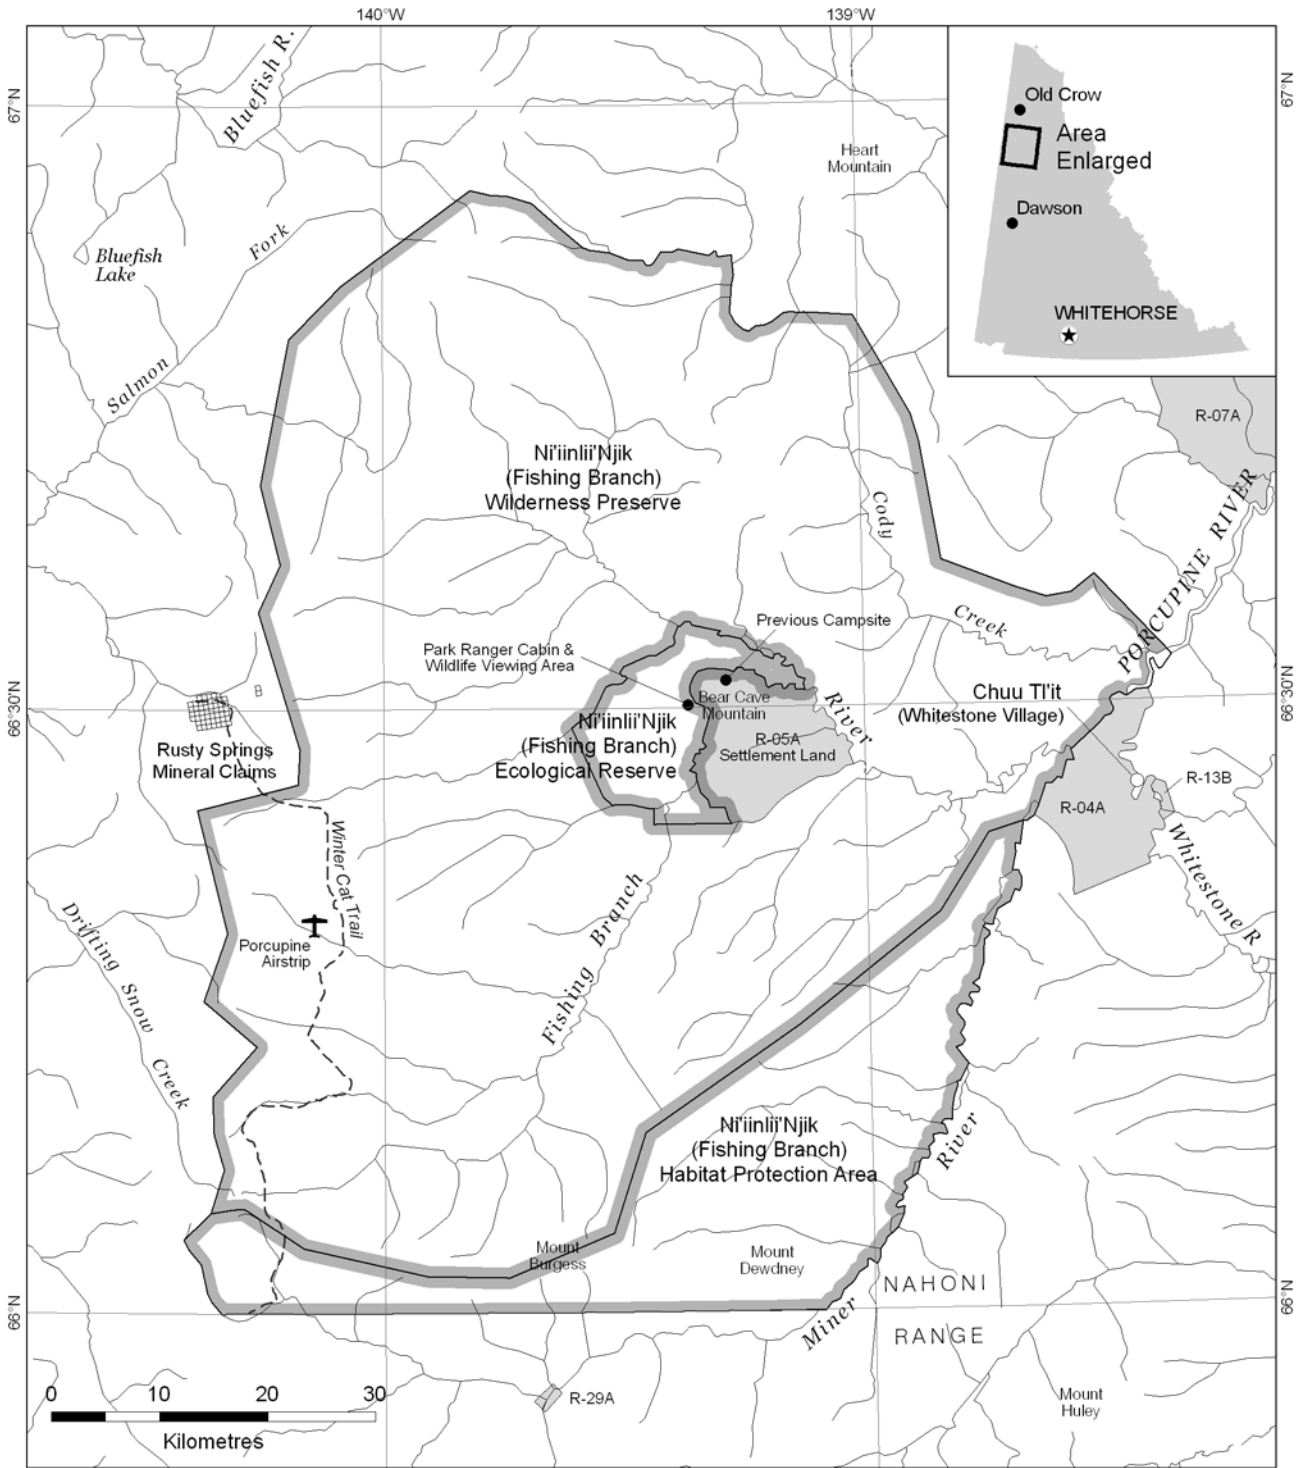 140°W
139°W
67°N
67°N
Bluefish R.
Old Crow
Area
Enlarged
Dawson
WHITEHORSE
Heart
Mountain
Bluefish
Lake
Salmon Fork
R-07A
Ni'iinlii'Njik
(Fishing Branch)
Wilderness Preserve
Cody Creek
PORCUPINE RIVER
Previous Campsite
Park Ranger Cabin &
Wildlife Viewing Area
Bear Cave
Mountain
River
Chuu Tl'it
(Whitestone Village)
66°30'N
66°30'N
Ni'iinlii'Njik
(Fishing Branch)
Ecological Reserve
R-05A
Settlement Land
Rusty Springs
Mineral Claims
R-13B
R-04A
Winter Cat Trail
Whitestone R
Fishing Branch
Drifting Snow Creek
Porcupine
Airstrip
Ni'iinlii'Njik
(Fishing Branch)
Habitat Protection Area
Miner River
Mount
Burgess
Mount
Dewdney
NAHONI
RANGE
66°N
66°N
R-29A
Mount
Huley
0 10 20 30
Kilometres